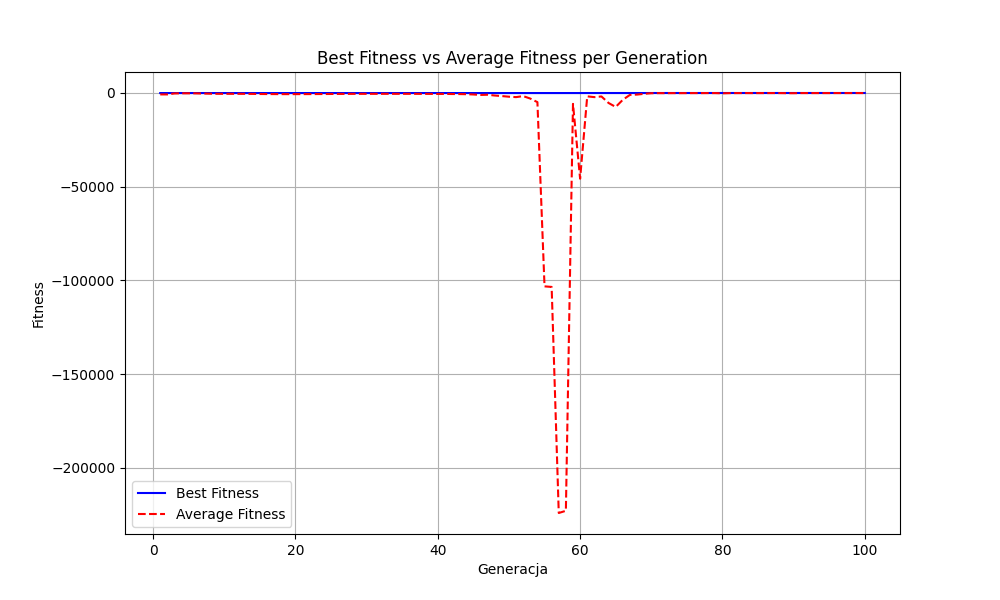 Best Fitness vs Average Fitness per Generation
0
−50000
−100000
−150000
−200000
Fitness
Best Fitness
Average Fitness
0 20 40 60 80 100
Generacja